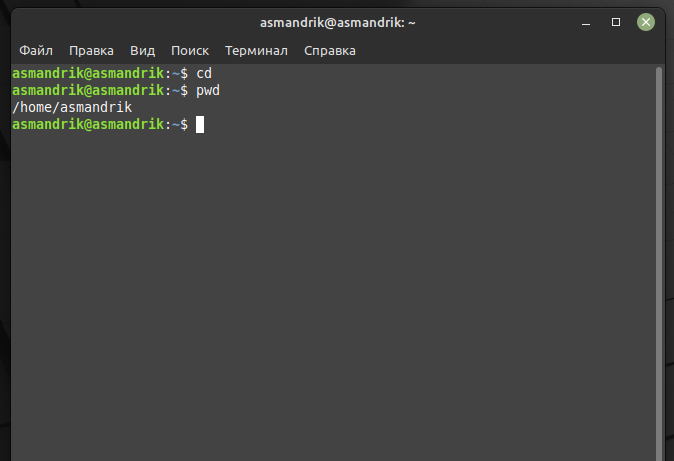 asmandrik@asmandrik: ~
Файл Правка Вид Поиск Терминал Справка
asmandrik@asmandrik:~$ cd
asmandrik@asmandrik:~$ pwd
/home/asmandrik
asmandrik@asmandrik:~$